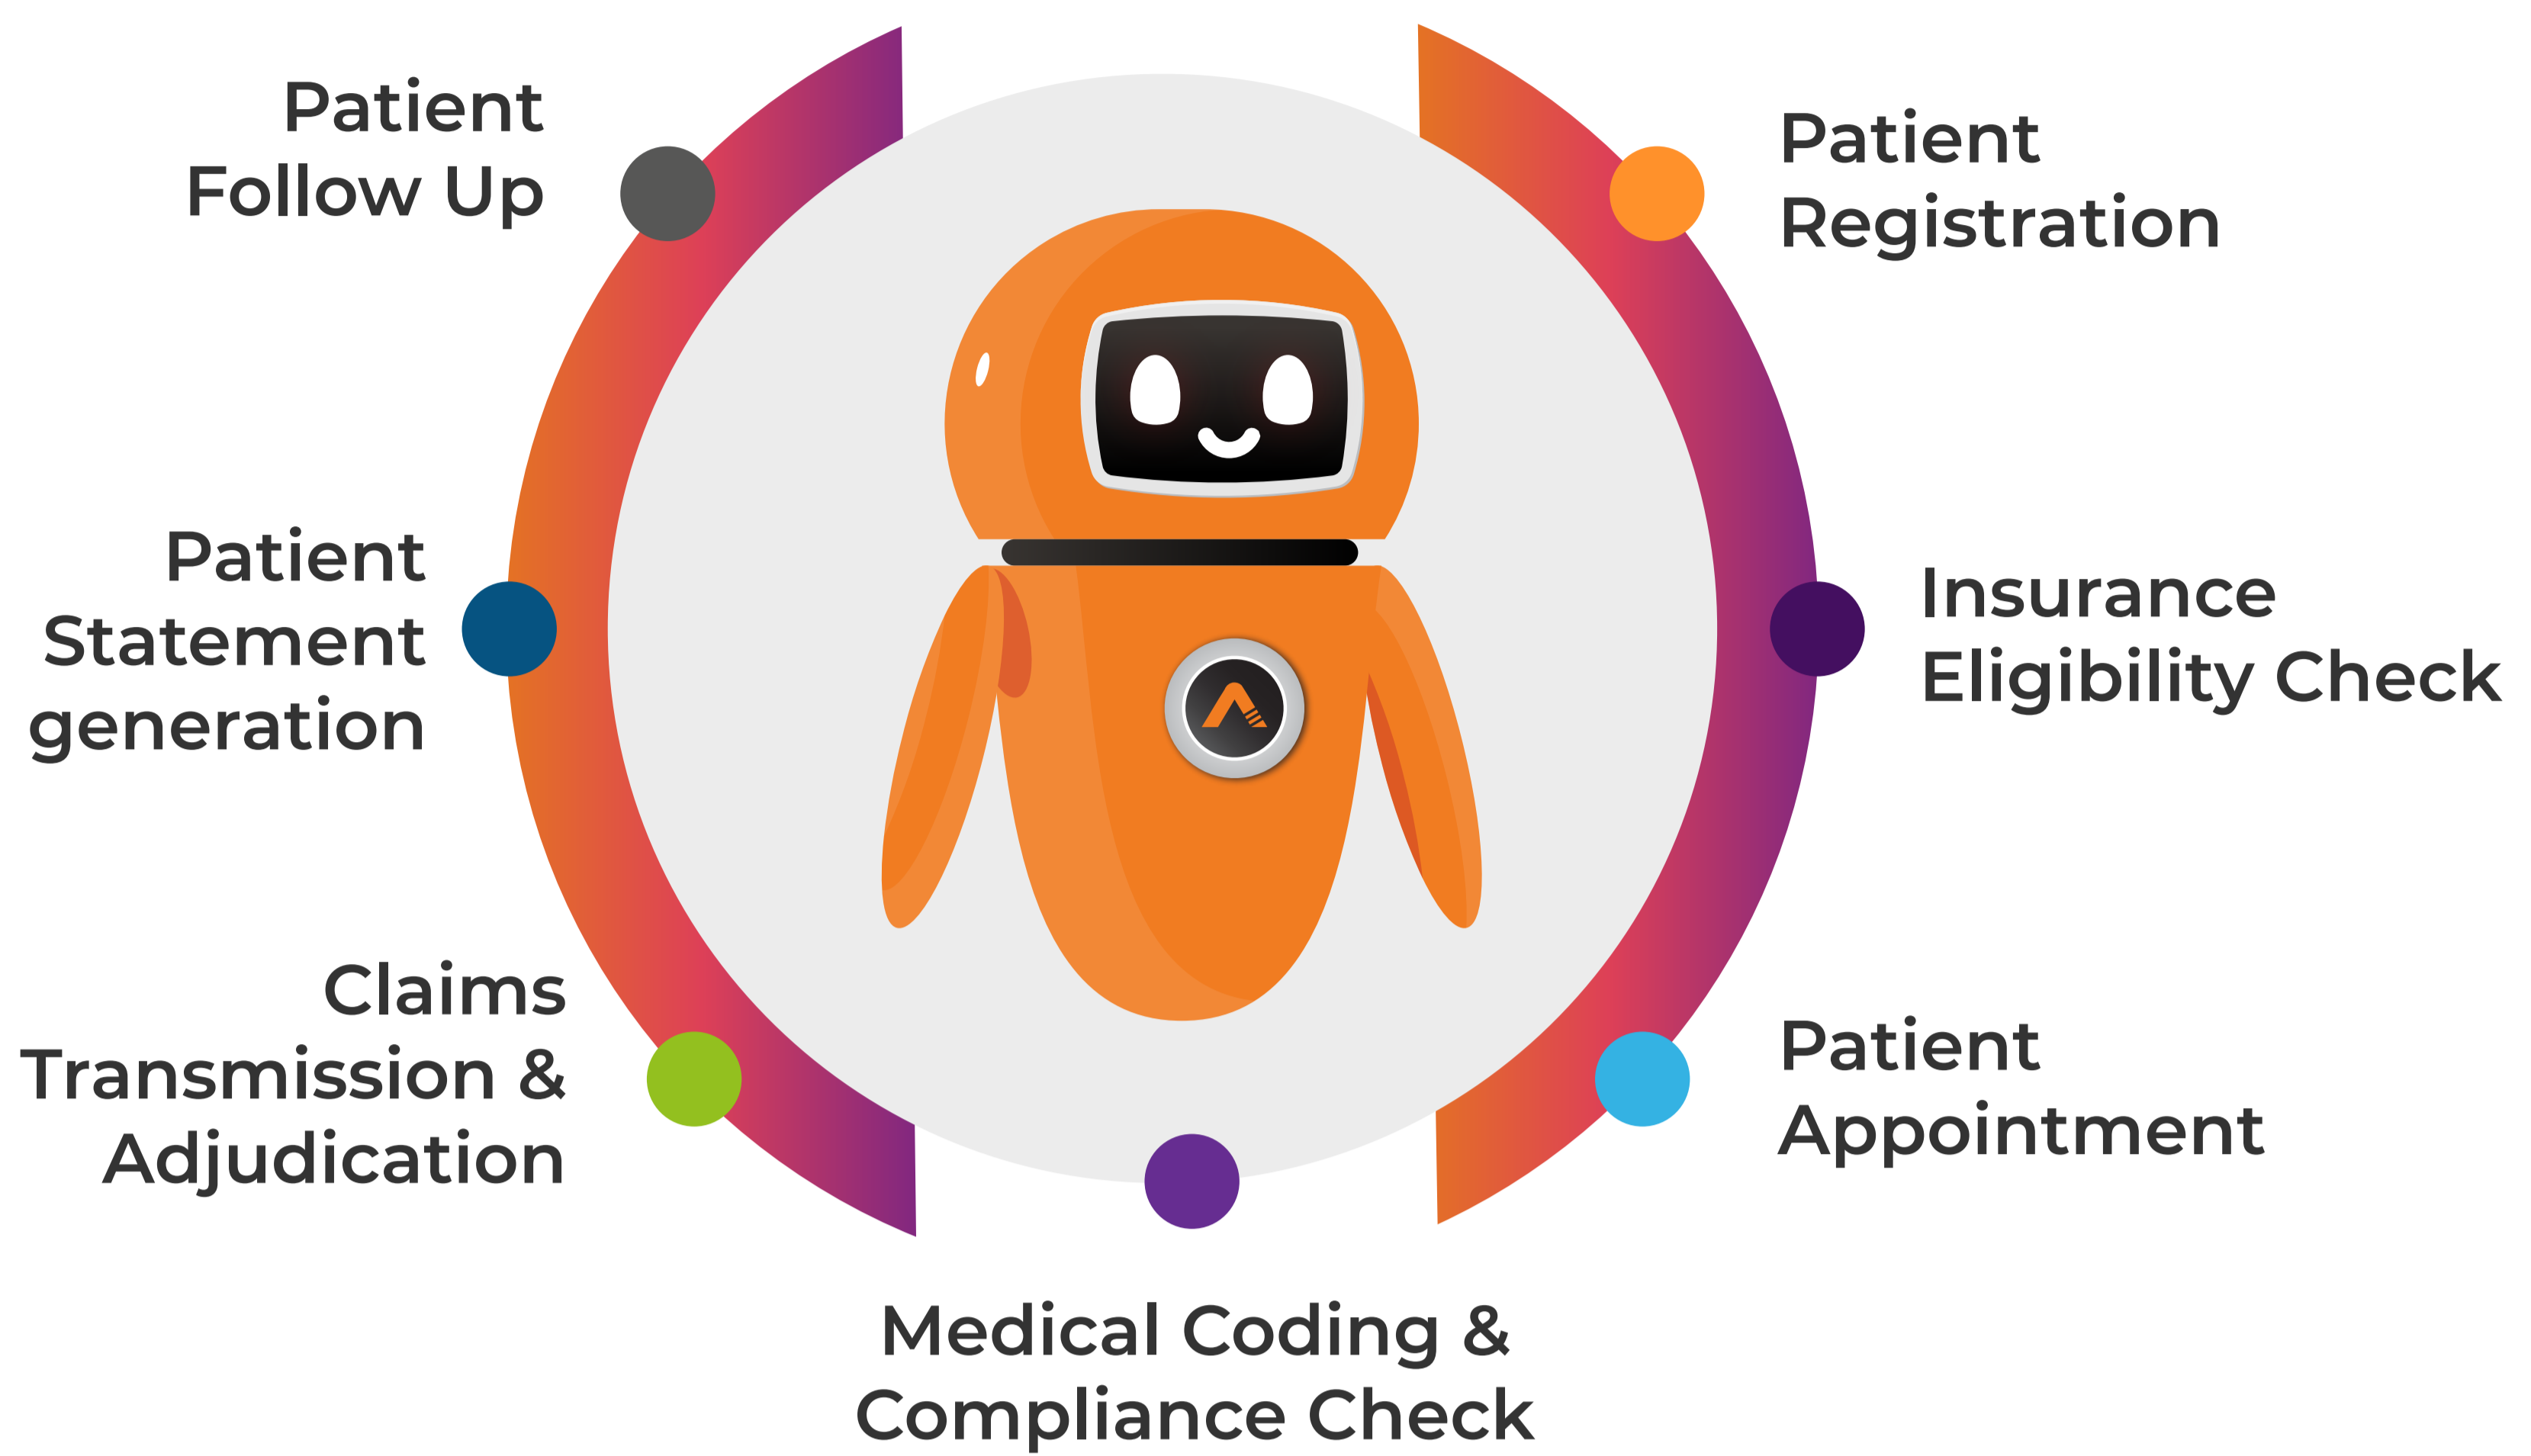 Patient
Follow Up
Patient
Registration
Patient
Statement
generation
Insurance
Eligibility Check
Claims
Transmission &
Adjudication
Patient
Appointment
Medical Coding &
Compliance Check